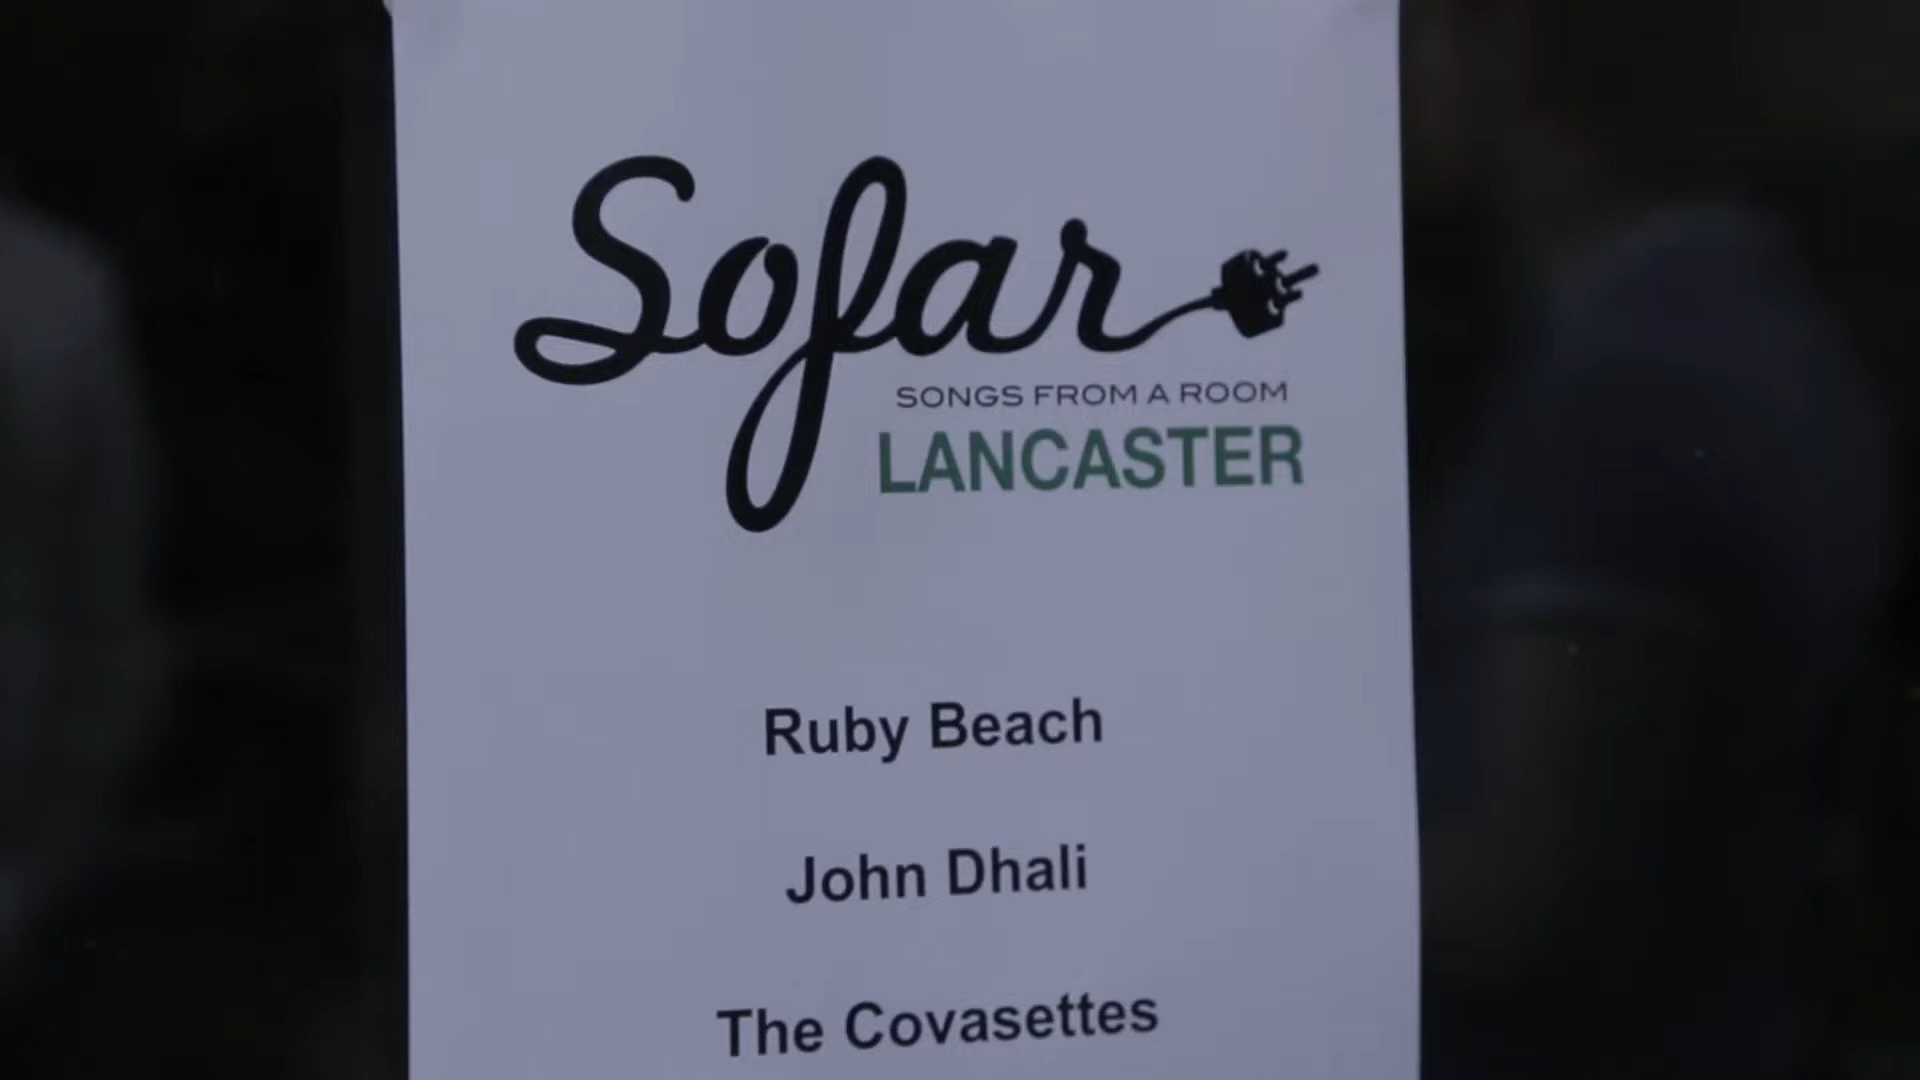 Sofar
SONGS FROM A ROOM
LANCASTER
Ruby Beach
John Dhali
The Covasettes